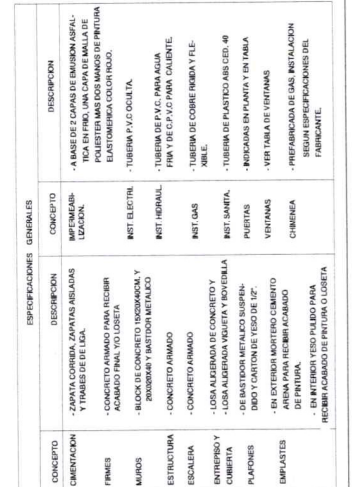 ESPECIFICACIONES GENERALES
CONCEPTO DESCRIPCION
CIMENTACION - ZAPATA CORRIDA, ZAPATAS AISLADAS
Y TRABES DE DE LIGA.
FIRMES - CONCRETO ARMADO PARA RECIBIR
ACABADO FINAL Y/O LOSETA
MUROS - BLOCK DE CONCRETO 15X20X40CM, Y
20X020X40 Y BASTDOR METALICO
ESTRUCTURA - CONCRETO ARMADO
ESCALERA - CONCRETO ARMADO
ENTREPISO Y - LOSA ALIGERADA DE CONCRETO Y
CUBIERTA - LOSA ALIGERADA VIGUETA Y BOVEDILLA
PLAFONES - DE BASTIDOR METALICO SUSPEN-
DIDO Y CARTON DE YESO DE 1/2".
EMPLASTES - EN EXTERIOR MORTERO CEMENTO
ARENA PARA RECIBIR ACABADO
DE PINTURA.
- EN INTERIOR YESO PULIDO PARA
RECIBIR ACABADO DE PINTURA O LOSETA
CONCEPTO DESCRIPCION
IMPERMEABI- - A BASE DE 2 CAPAS DE EMUSION ASFAL-
LIZACION. TICA EN FRIO, UNA CAPA DE MALLA DE
POLIESTER MAS DOS MANOS DE PINTURA
ELASTOMERICA COLOR ROJO.
INST. ELECTRI. - TUBERIA P.V.C OCULTA.
INST. HIDRAUL. - TUBERIA DE P.V.C. PARA AGUA
FRIA Y DE C.P.V.C PARA CALIENTE.
INST. GAS - TUBERIA DE COBRE RIGIDA Y FLE-
XIBLE.
INST. SANITA. - TUBERIA DE PLASTICO ABS CED. 40
PUERTAS - INDICADAS EN PLANTA Y EN TABLA
VENTANAS - VER TABLA DE VENTANAS
CHIMENEA - PREFABRICADA DE GAS, INSTALACION
SEGUN ESPECIFICACIONES DEL
FABRICANTE.